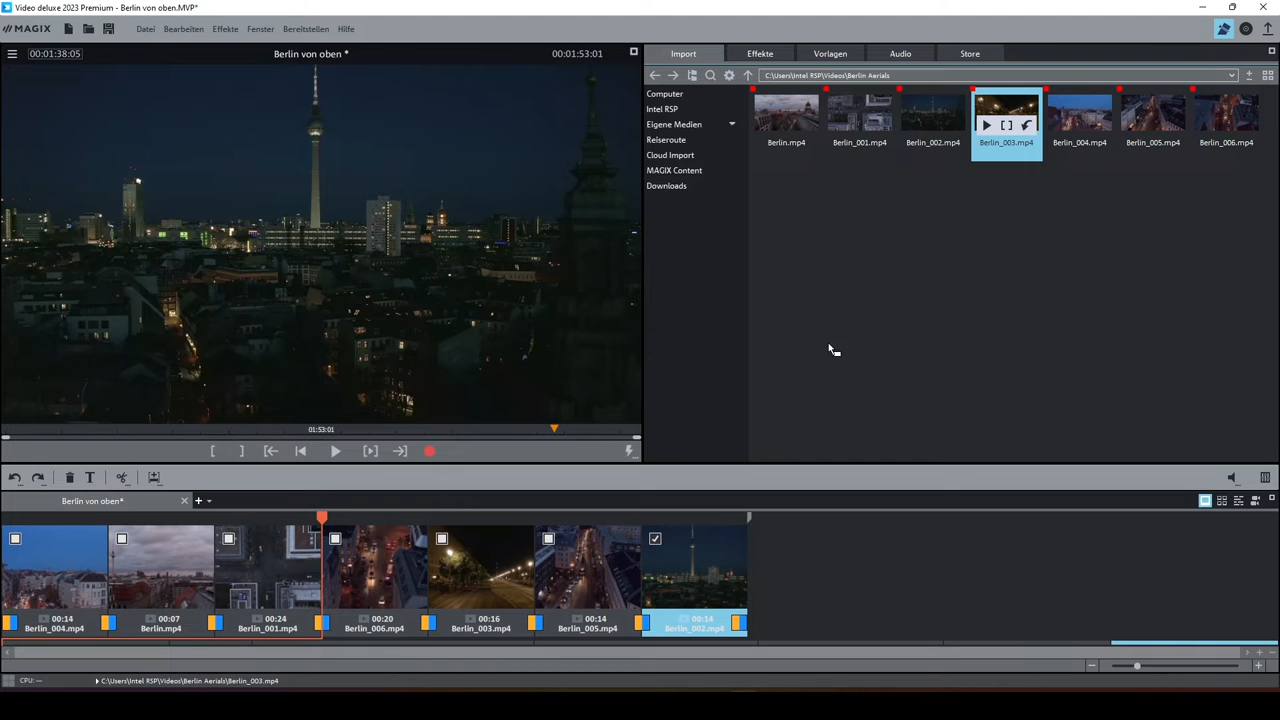 Video deluxe 2023 Premium - Berlin von oben.MVP*
MAGIX
Datei Bearbeiten Effekte Fenster Bereitstellen Hilfe
00:01:38:05
Berlin von oben *
00:01:53:01
Import Effekte Vorlagen Audio Store
C:\Users\Intel RSP\Videos\Berlin Aerials
Computer
Intel RSP
Eigene Medien
Reiseroute
Cloud Import
MAGIX Content
Downloads
Berlin.mp4 Berlin_001.mp4 Berlin_002.mp4 Berlin_003.mp4 Berlin_004.mp4 Berlin_005.mp4 Berlin_006.mp4
01:53:01
Berlin von oben*
00:14 00:07 00:24 00:20 00:16 00:14 00:14
Berlin_004.mp4 Berlin.mp4 Berlin_001.mp4 Berlin_006.mp4 Berlin_003.mp4 Berlin_005.mp4 Berlin_002.mp4
CPU: —
C:\Users\Intel RSP\Videos\Berlin Aerials\Berlin_003.mp4